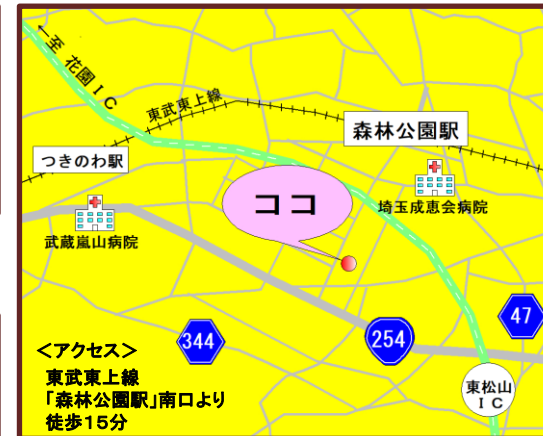 ←至 花園IC
東武東上線
森林公園駅
つきのわ駅
ココ
埼玉成恵会病院
武蔵嵐山病院
344
254
47
<アクセス>
東武東上線
「森林公園駅」南口より
徒歩15分
東松山
IC